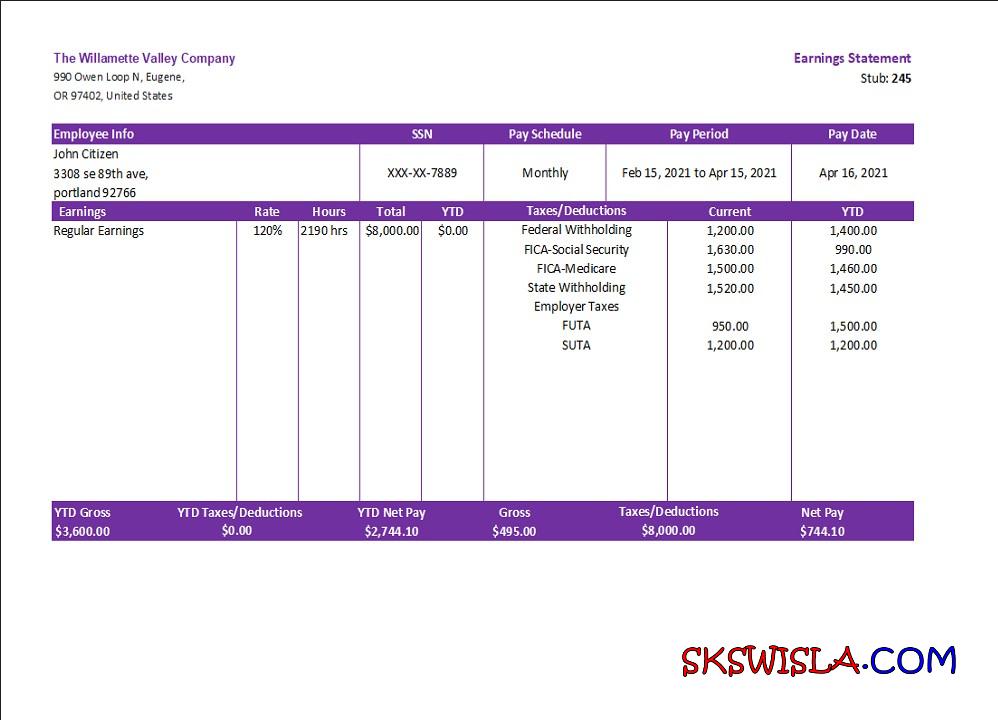 The Willamette Valley Company
Earnings Statement
990 Owen Loop N, Eugene,
Stub: 245
OR 97402, United States
Employee Info SSN Pay Schedule Pay Period Pay Date
John Citizen
3308 se 89th ave, XXX-XX-7889 Monthly Feb 15, 2021 to Apr 15, 2021 Apr 16, 2021
portland 92766
Earnings Rate Hours Total YTD Taxes/Deductions Current YTD
Regular Earnings 120% 2190 hrs $8,000.00 $0.00 Federal Withholding 1,200.00 1,400.00
FICA-Social Security 1,630.00 990.00
FICA-Medicare 1,500.00 1,460.00
State Withholding 1,520.00 1,450.00
Employer Taxes
FUTA 950.00 1,500.00
SUTA 1,200.00 1,200.00
YTD Gross YTD Taxes/Deductions YTD Net Pay Gross Taxes/Deductions Net Pay
$3,600.00 $0.00 $2,744.10 $495.00 $8,000.00 $744.10
SKSWISLA.COM